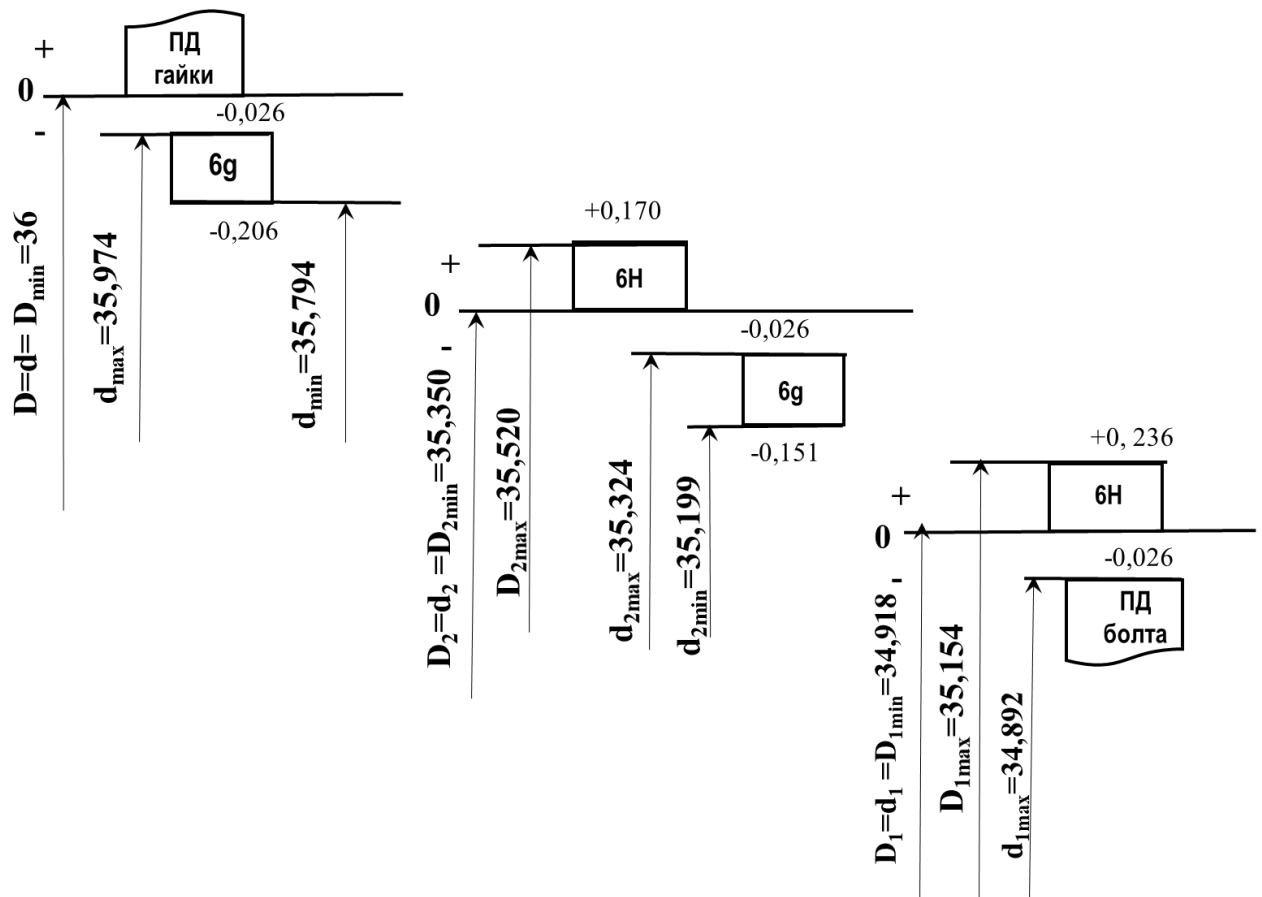 ПД
гайки
+
0
-
-0,026
6g
-0,206
D=d= Dmin=36
dmax=35,974
dmin=35,794
+0,170
+
6H
0
-
-0,026
6g
-0,151
D2=d2 =D2min=35,350
D2max=35,520
d2max=35,324
d2min=35,199
+0, 236
+
6H
0
-
-0,026
ПД
болта
D1=d1 =D1min=34,918
D1max=35,154
d1max=34,892